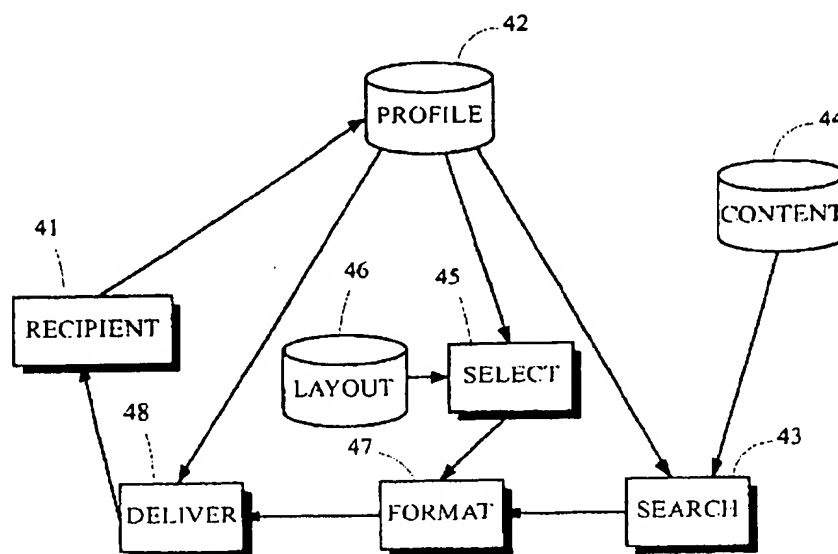 42
PROFILE
44
CONTENT
41
RECIPIENT
46
LAYOUT
45
SELECT
48
DELIVER
47
FORMAT
43
SEARCH